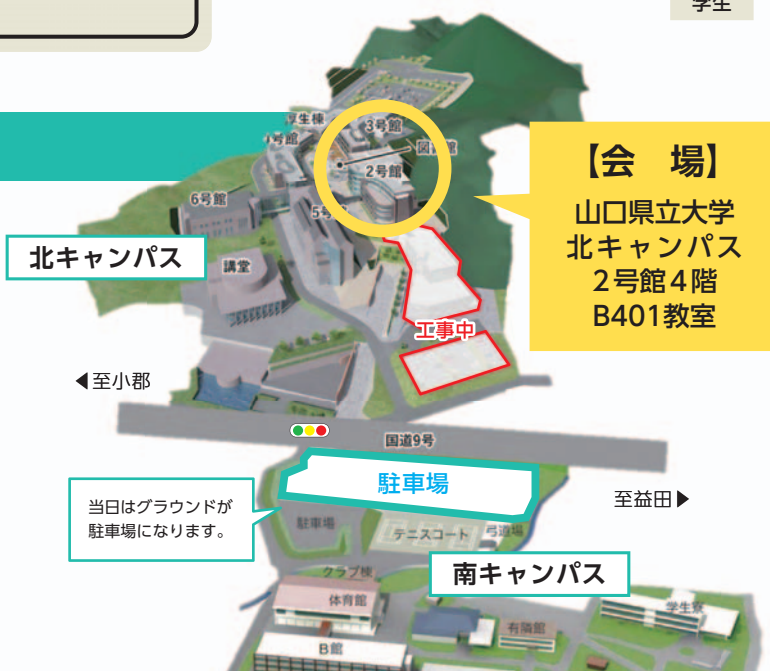 学生
厚生棟
3号館
1号館
図書館
2号館
【会　場】
山口県立大学
北キャンパス
2号館4階
B401教室
6号館
5号館
北キャンパス
講堂
工事中
◀至小郡
国道9号
駐車場
至益田▶
当日はグラウンドが
駐車場になります。
駐車場
テニスコート
弓道場
クラブ棟
南キャンパス
体育館
学生寮
有隣館
B館